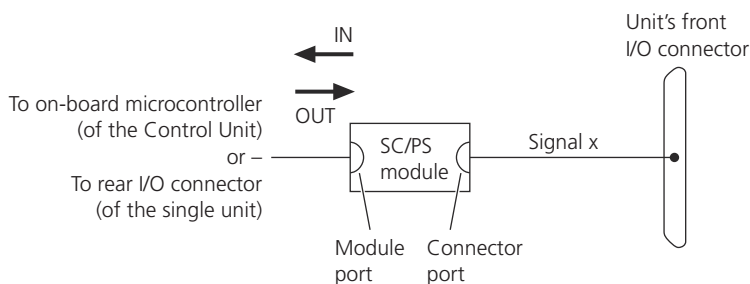 Unit's front
I/O connector
IN
OUT
To on-board microcontroller
(of the Control Unit)
or –
To rear I/O connector
(of the single unit)
SC/PS
module
Signal x
Module
port
Connector
port